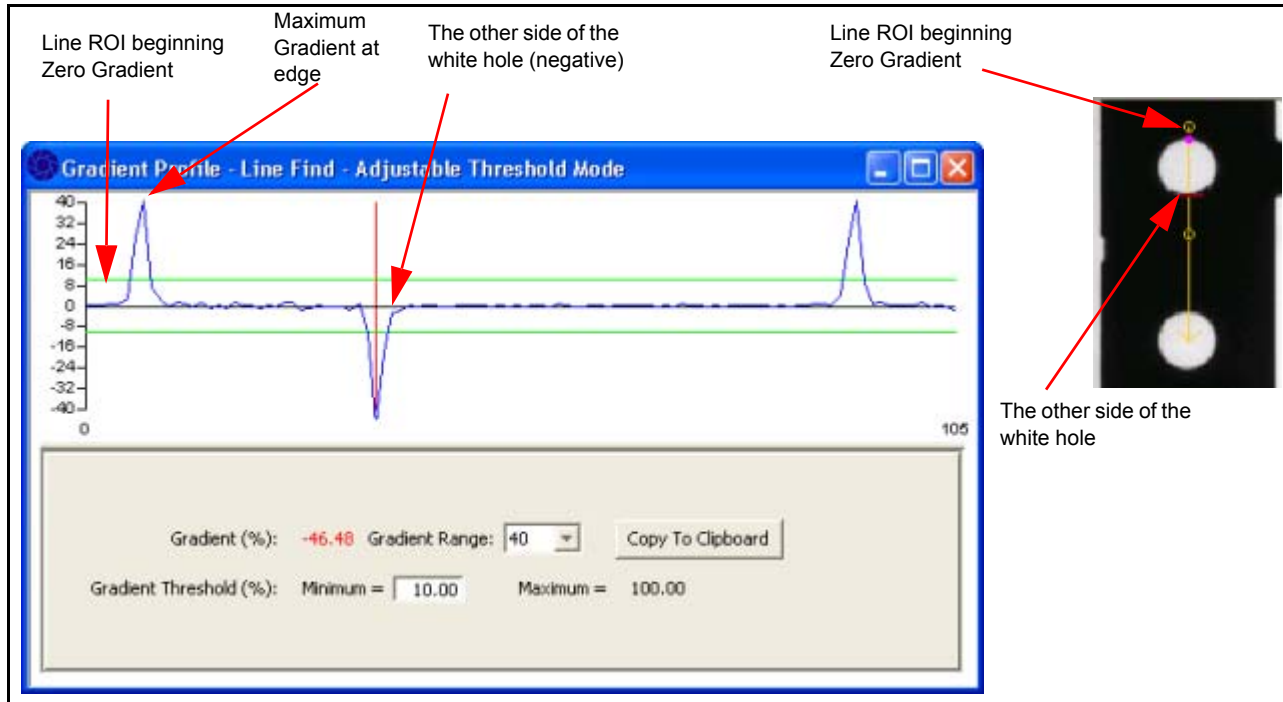 Line ROI beginning
Zero Gradient
Maximum
Gradient at
edge
The other side of the
white hole (negative)
Line ROI beginning
Zero Gradient
Gradient Profile - Line Find - Adjustable Threshold Mode
40
32
24
16
8
0
-8
-16
-24
-32
-40
0
105
The other side of the
white hole
Gradient (%): -46.48 Gradient Range: 40 Copy To Clipboard
Gradient Threshold (%): Minimum = 10.00 Maximum = 100.00